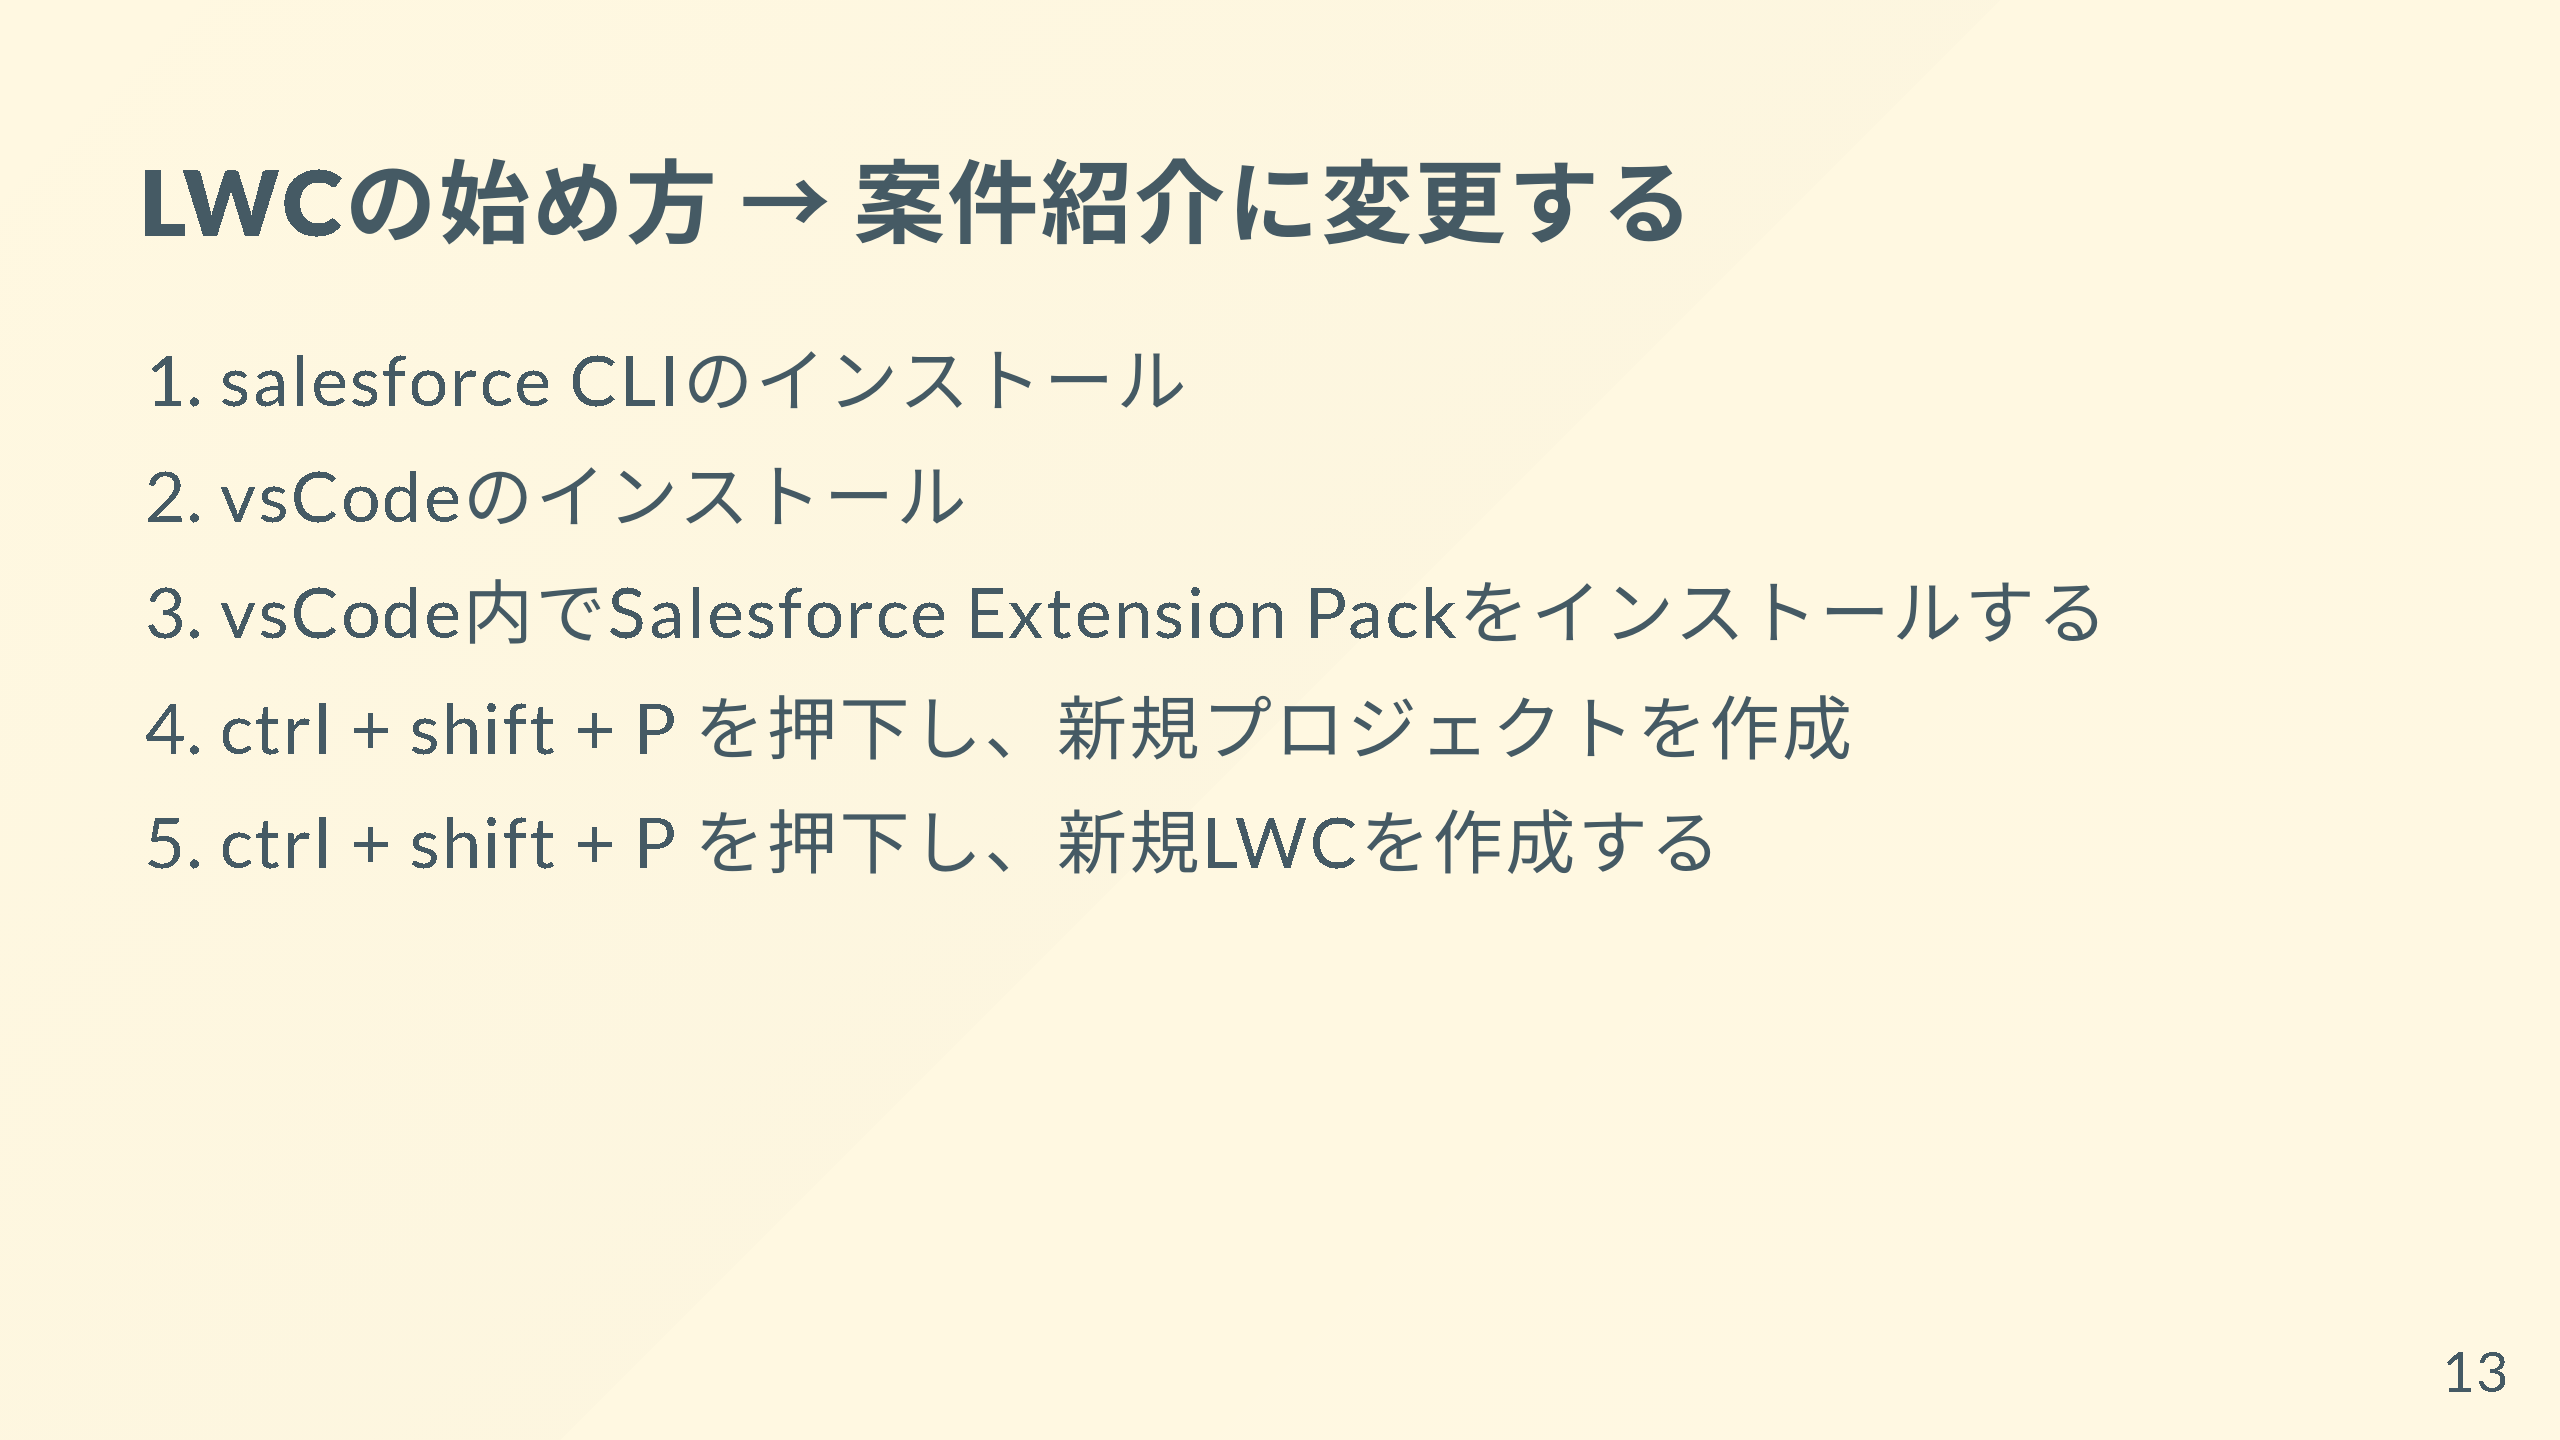 LWCの始め方 → 案件紹介に変更する
1. salesforce CLIのインストール
2. vsCodeのインストール
3. vsCode内でSalesforce Extension Packをインストールする
4. ctrl + shift + P を押下し、新規プロジェクトを作成
5. ctrl + shift + P を押下し、新規LWCを作成する
13